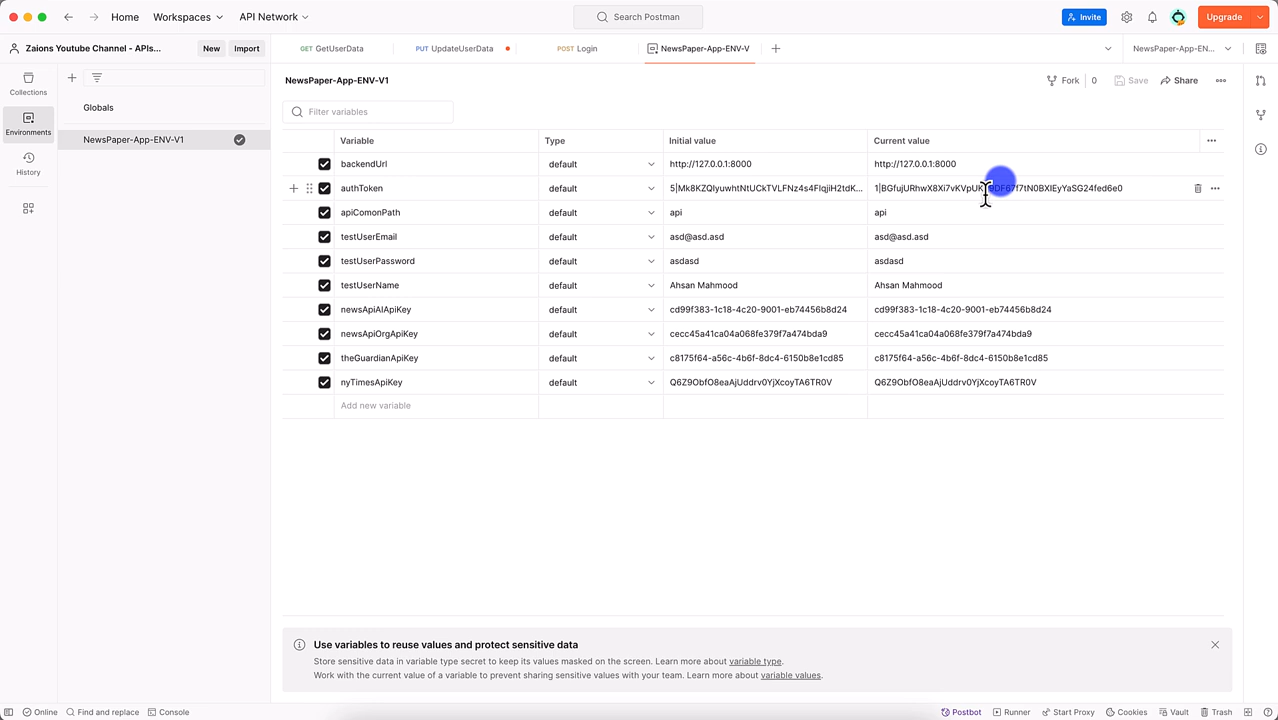 Home Workspaces API Network Search Postman Invite Upgrade
Zaions Youtube Channel - APIs... New Import GET GetUserData PUT UpdateUserData POST Login NewsPaper-App-ENV-V NewsPaper-App-EN...
Collections
Environments
History
Globals
NewsPaper-App-ENV-V1
NewsPaper-App-ENV-V1 Fork 0 Save Share
Filter variables
Variable Type Initial value Current value
backendUrl default http://127.0.0.1:8000 http://127.0.0.1:8000
authToken default
apiComonPath default api api
testUserEmail default asd@asd.asd asd@asd.asd
testUserPassword default asdasd asdasd
testUserName default Ahsan Mahmood Ahsan Mahmood
newsApiAIApiKey default cd99f383-1c18-4c20-9001-eb74456b8d24 cd99f383-1c18-4c20-9001-eb74456b8d24
newsApiOrgApiKey default cecc45a41ca04a068fe379f7a474bda9 cecc45a41ca04a068fe379f7a474bda9
theGuardianApiKey default c8175f64-a56c-4b6f-8dc4-6150b8e1cd85 c8175f64-a56c-4b6f-8dc4-6150b8e1cd85
nyTimesApiKey default Q6Z9ObfO8eaAjUddrv0YjXcoyTA6TR0V Q6Z9ObfO8eaAjUddrv0YjXcoyTA6TR0V
Add new variable
Use variables to reuse values and protect sensitive data
Store sensitive data in variable type secret to keep its values masked on the screen. Learn more about variable type.
Work with the current value of a variable to prevent sharing sensitive values with your team. Learn more about variable values.
Online Find and replace Console Postbot Runner Start Proxy Cookies Vault Trash